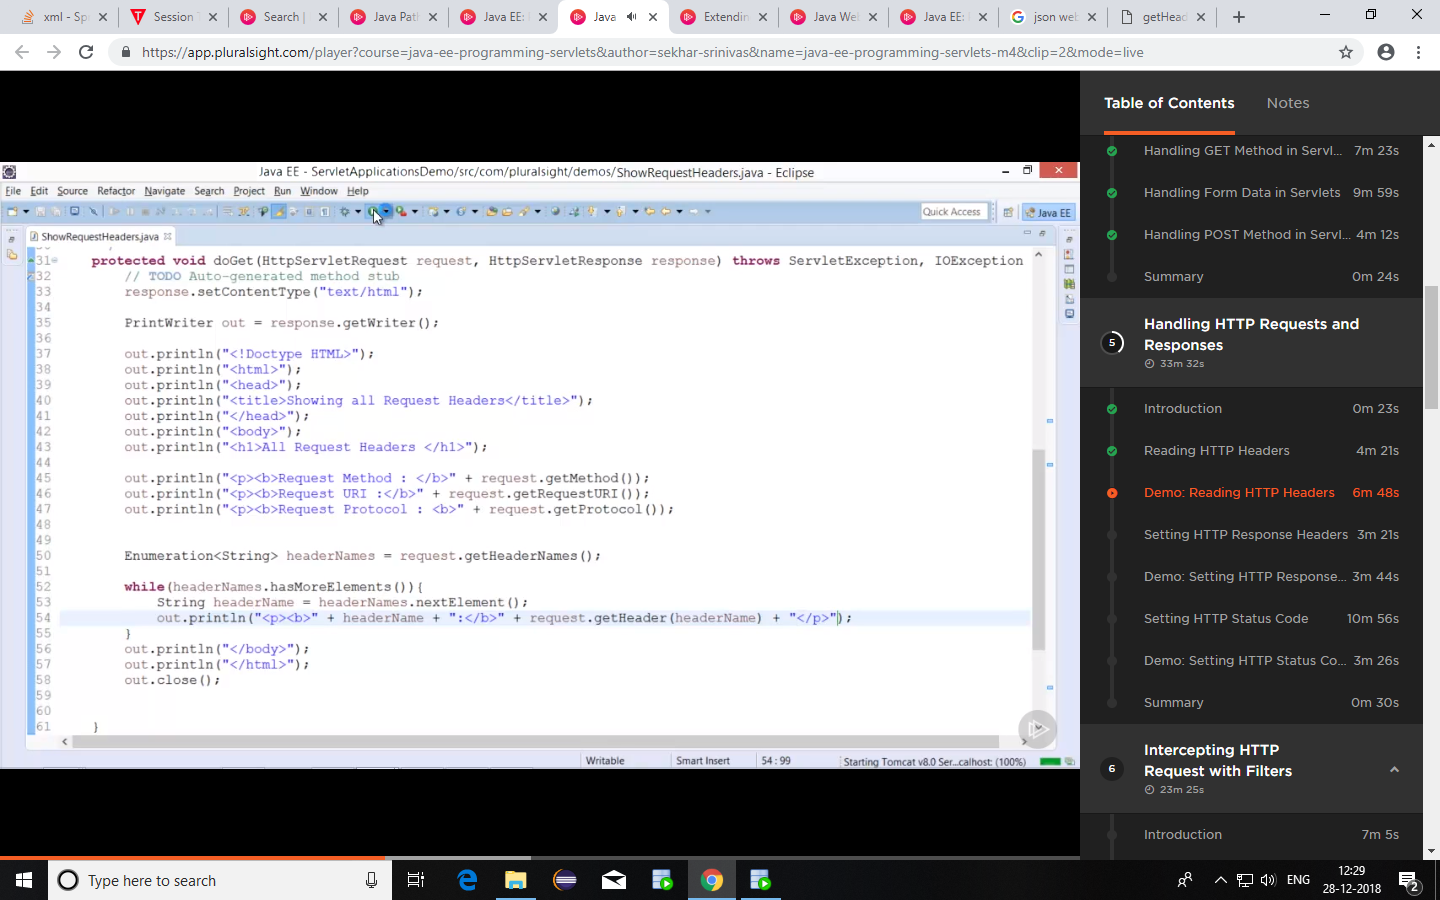 xml - Sp
Session
Search |
Java Pat
Java EE:
Java
Extendin
Java We
Java EE:
json web
getHead
https://app.pluralsight.com/player?course=java-ee-programming-servlets&author=sekhar-srinivas&name=java-ee-programming-servlets-m4&clip=2&mode=live
Table of Contents
Notes
Java EE - ServletApplicationsDemo/src/com/pluralsight/demos/ShowRequestHeaders.java - Eclipse
File Edit Source Refactor Navigate Search Project Run Window Help
Quick Access
Java EE
ShowRequestHeaders.java
31 protected void doGet(HttpServletRequest request, HttpServletResponse response) throws ServletException, IOException
32 // TODO Auto-generated method stub
33 response.setContentType("text/html");
34
35 PrintWriter out = response.getWriter();
36
37 out.println("<!Doctype HTML>");
38 out.println("<html>");
39 out.println("<head>");
40 out.println("<title>Showing all Request Headers</title>");
41 out.println("</head>");
42 out.println("<body>");
43 out.println("<h1>All Request Headers </h1>");
44
45 out.println("<p><b>Request Method : </b>" + request.getMethod());
46 out.println("<p><b>Request URI :</b>" + request.getRequestURI());
47 out.println("<p><b>Request Protocol : <b>" + request.getProtocol());
48
49
50 Enumeration<String> headerNames = request.getHeaderNames();
51
52 while(headerNames.hasMoreElements()){
53 String headerName = headerNames.nextElement();
54 out.println("<p><b>" + headerName + ":</b>" + request.getHeader(headerName) + "</p>");
55 }
56 out.println("</body>");
57 out.println("</html>");
58 out.close();
59
60
61 }
Writable
Smart Insert
54 : 99
Starting Tomcat v8.0 Ser...calhost: (100%)
Handling GET Method in Servl... 7m 23s
Handling Form Data in Servlets 9m 59s
Handling POST Method in Servl... 4m 12s
Summary 0m 24s
5
Handling HTTP Requests and
Responses
33m 32s
Introduction 0m 23s
Reading HTTP Headers 4m 21s
Demo: Reading HTTP Headers 6m 48s
Setting HTTP Response Headers 3m 21s
Demo: Setting HTTP Response... 3m 44s
Setting HTTP Status Code 10m 56s
Demo: Setting HTTP Status Co... 3m 26s
Summary 0m 30s
6
Intercepting HTTP
Request with Filters
23m 25s
Introduction 7m 5s
Type here to search
ENG
12:29
28-12-2018
2